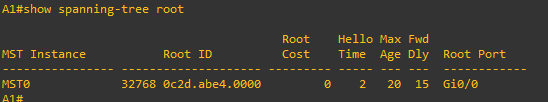 A1#show spanning-tree root
Root Hello Max Fwd
MST Instance Root ID Cost Time Age Dly Root Port
---------------- -------------------- --------- ----- --- --- ------------
MST0 32768 0c2d.abe4.0000 0 2 20 15 Gi0/0
A1#